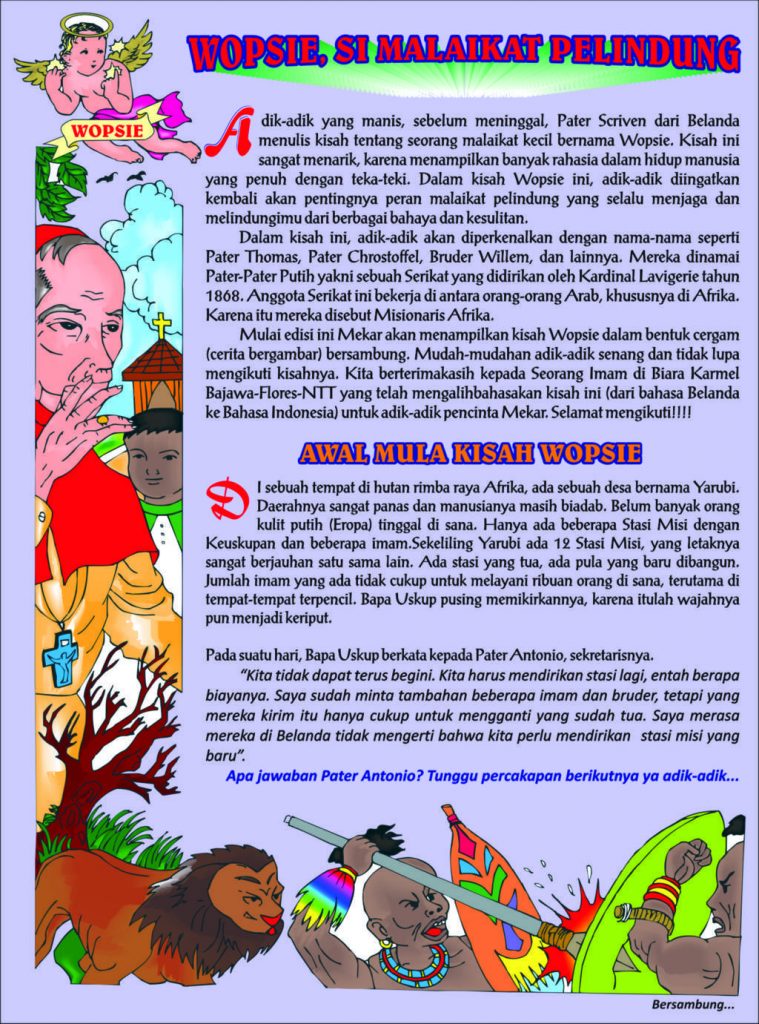 WOPSIE, SI MALAIKAT PELINDUNG
WOPSIE
Adik-adik yang manis, sebelum meninggal, Pater Scriven dari Belanda
menulis kisah tentang seorang malaikat kecil bernama Wopsie. Kisah ini
sangat menarik, karena menampilkan banyak rahasia dalam hidup manusia
yang penuh dengan teka-teki. Dalam kisah Wopsie ini, adik-adik diingatkan
kembali akan pentingnya peran malaikat pelindung yang selalu menjaga dan
melindungimu dari berbagai bahaya dan kesulitan.
Dalam kisah ini, adik-adik akan diperkenalkan dengan nama-nama seperti
Pater Thomas, Pater Chrostoffel, Bruder Willem, dan lainnya. Mereka dinamai
Pater-Pater Putih yakni sebuah Serikat yang didirikan oleh Kardinal Lavigerie tahun
1868. Anggota Serikat ini bekerja di antara orang-orang Arab, khususnya di Afrika.
Karena itu mereka disebut Misionaris Afrika.
Mulai edisi ini Mekar akan menampilkan kisah Wopsie dalam bentuk cergam
(cerita bergambar) bersambung. Mudah-mudahan adik-adik senang dan tidak lupa
mengikuti kisahnya. Kita berterimakasih kepada Seorang Imam di Biara Karmel
Bajawa-Flores-NTT yang telah mengalihbahasakan kisah ini (dari bahasa Belanda
ke Bahasa Indonesia) untuk adik-adik pencinta Mekar. Selamat mengikuti!!!!
AWAL MULA KISAH WOPSIE
DI sebuah tempat di hutan rimba raya Afrika, ada sebuah desa bernama Yarubi.
Daerahnya sangat panas dan manusianya masih biadab. Belum banyak orang
kulit putih (Eropa) tinggal di sana. Hanya ada beberapa Stasi Misi dengan
Keuskupan dan beberapa imam.Sekeliling Yarubi ada 12 Stasi Misi, yang letaknya
sangat berjauhan satu sama lain. Ada stasi yang tua, ada pula yang baru dibangun.
Jumlah imam yang ada tidak cukup untuk melayani ribuan orang di sana, terutama di
tempat-tempat terpencil. Bapa Uskup pusing memikirkannya, karena itulah wajahnya
pun menjadi keriput.
Pada suatu hari, Bapa Uskup berkata kepada Pater Antonio, sekretarisnya.
"Kita tidak dapat terus begini. Kita harus mendirikan stasi lagi, entah berapa
biayanya. Saya sudah minta tambahan beberapa imam dan bruder, tetapi yang
mereka kirim itu hanya cukup untuk mengganti yang sudah tua. Saya merasa
mereka di Belanda tidak mengerti bahwa kita perlu mendirikan stasi misi yang
baru".
Apa jawaban Pater Antonio? Tunggu percakapan berikutnya ya adik-adik...
Bersambung...